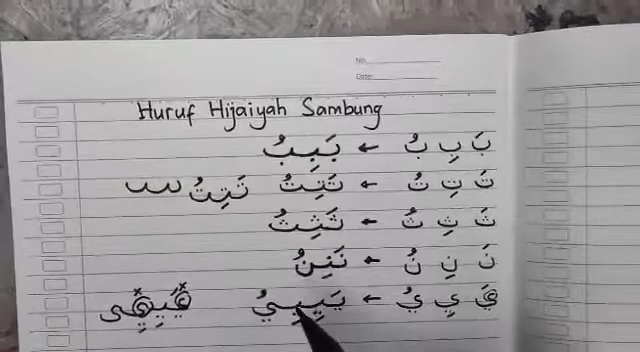 No.
Date:
Huruf Hijaiyah Sambung
بَ بِ بُ ← بَبِبُ
تَ تِ تُ ← تَتِتُ تَتِتُ
ثَ ثِ ثُ ← ثَثِثُ
نَ نِ نُ ← نَنِنُ
يَ يِ يُ ← يَيِيُ